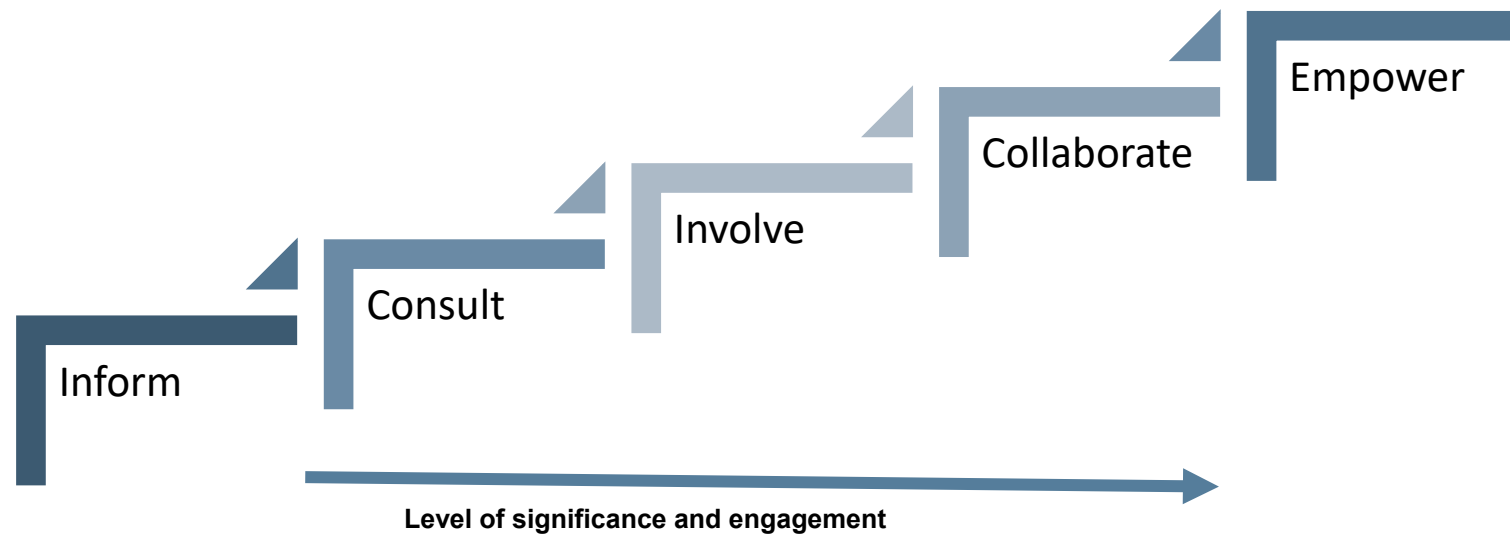 Inform
Consult
Involve
Collaborate
Empower
Level of significance and engagement